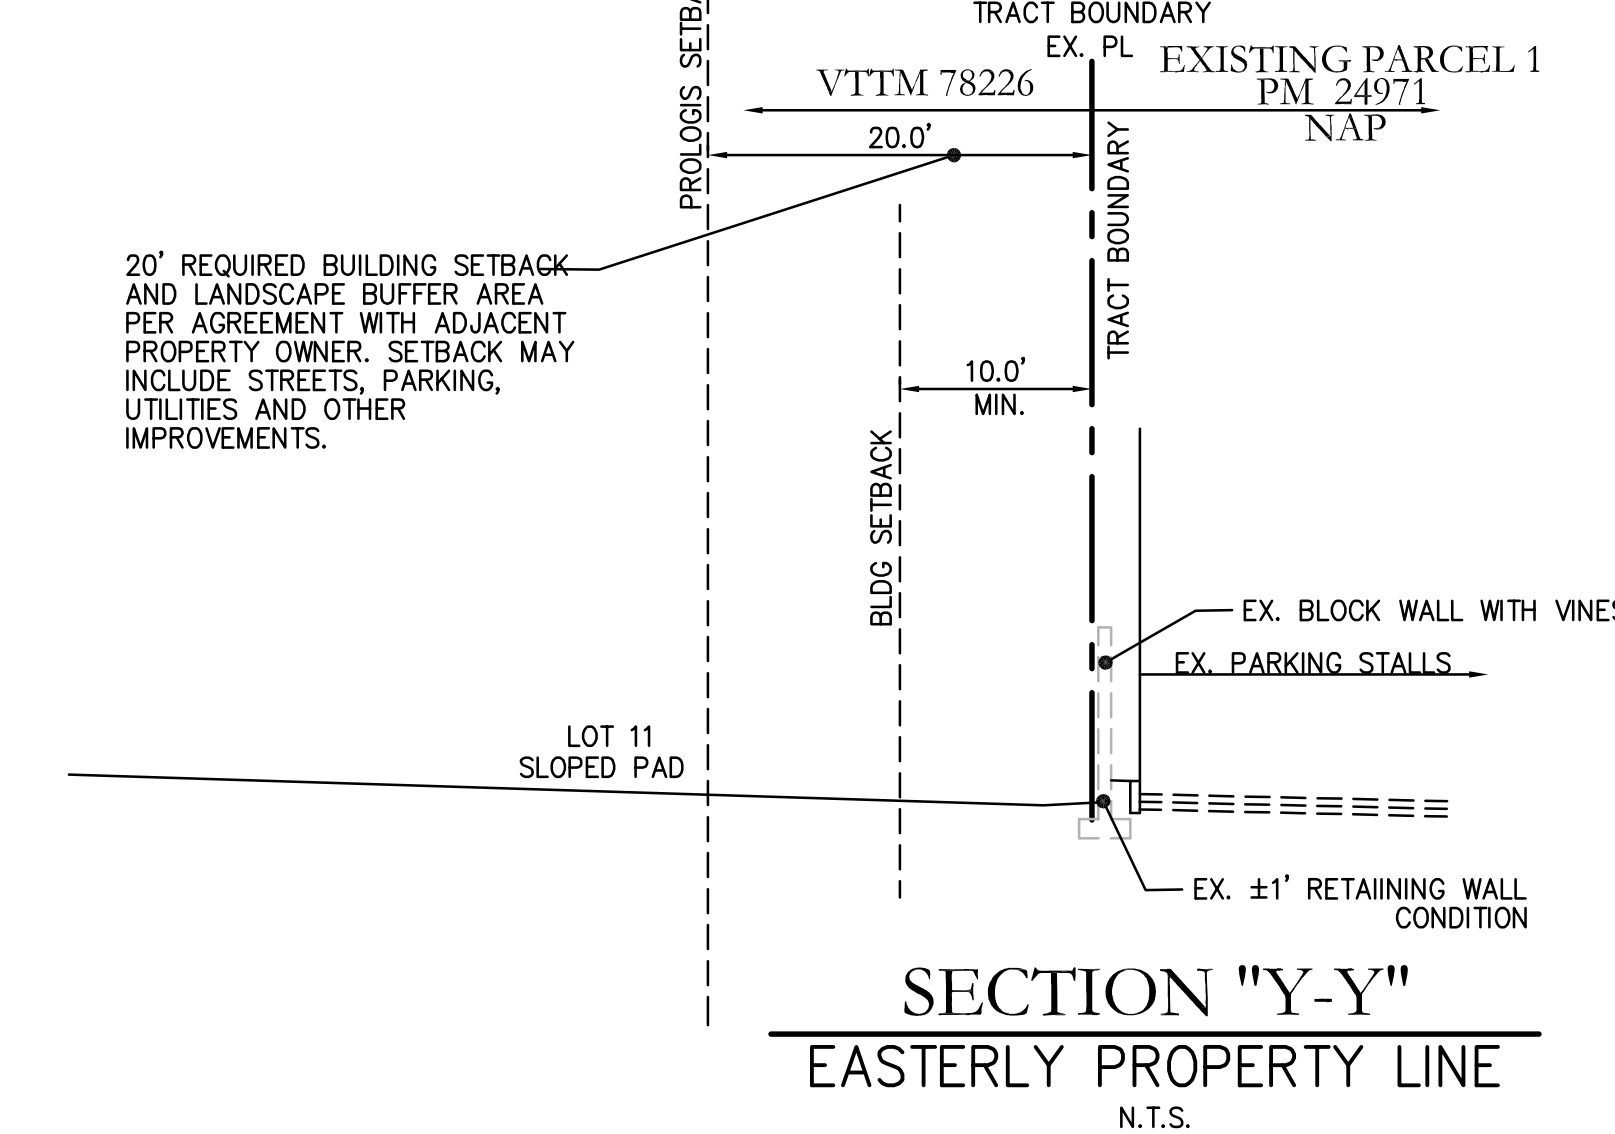 TRACT BOUNDARY
EX. PL
VTTM 78226
EXISTING PARCEL 1
PM 24971
NAP
20.0'
PROLOGIS
TRACT BOUNDARY
20' REQUIRED BUILDING SETBACK
AND LANDSCAPE BUFFER AREA
PER AGREEMENT WITH ADJACENT
PROPERTY OWNER. SETBACK MAY
INCLUDE STREETS, PARKING,
UTILITIES AND OTHER
IMPROVEMENTS.
10.0'
MIN.
BLDG SETBACK
EX. BLOCK WALL WITH VINES
EX. PARKING STALLS
LOT 11
SLOPED PAD
EX. ±1' RETAIINING WALL
CONDITION
SECTION "Y-Y"
EASTERLY PROPERTY LINE
N.T.S.